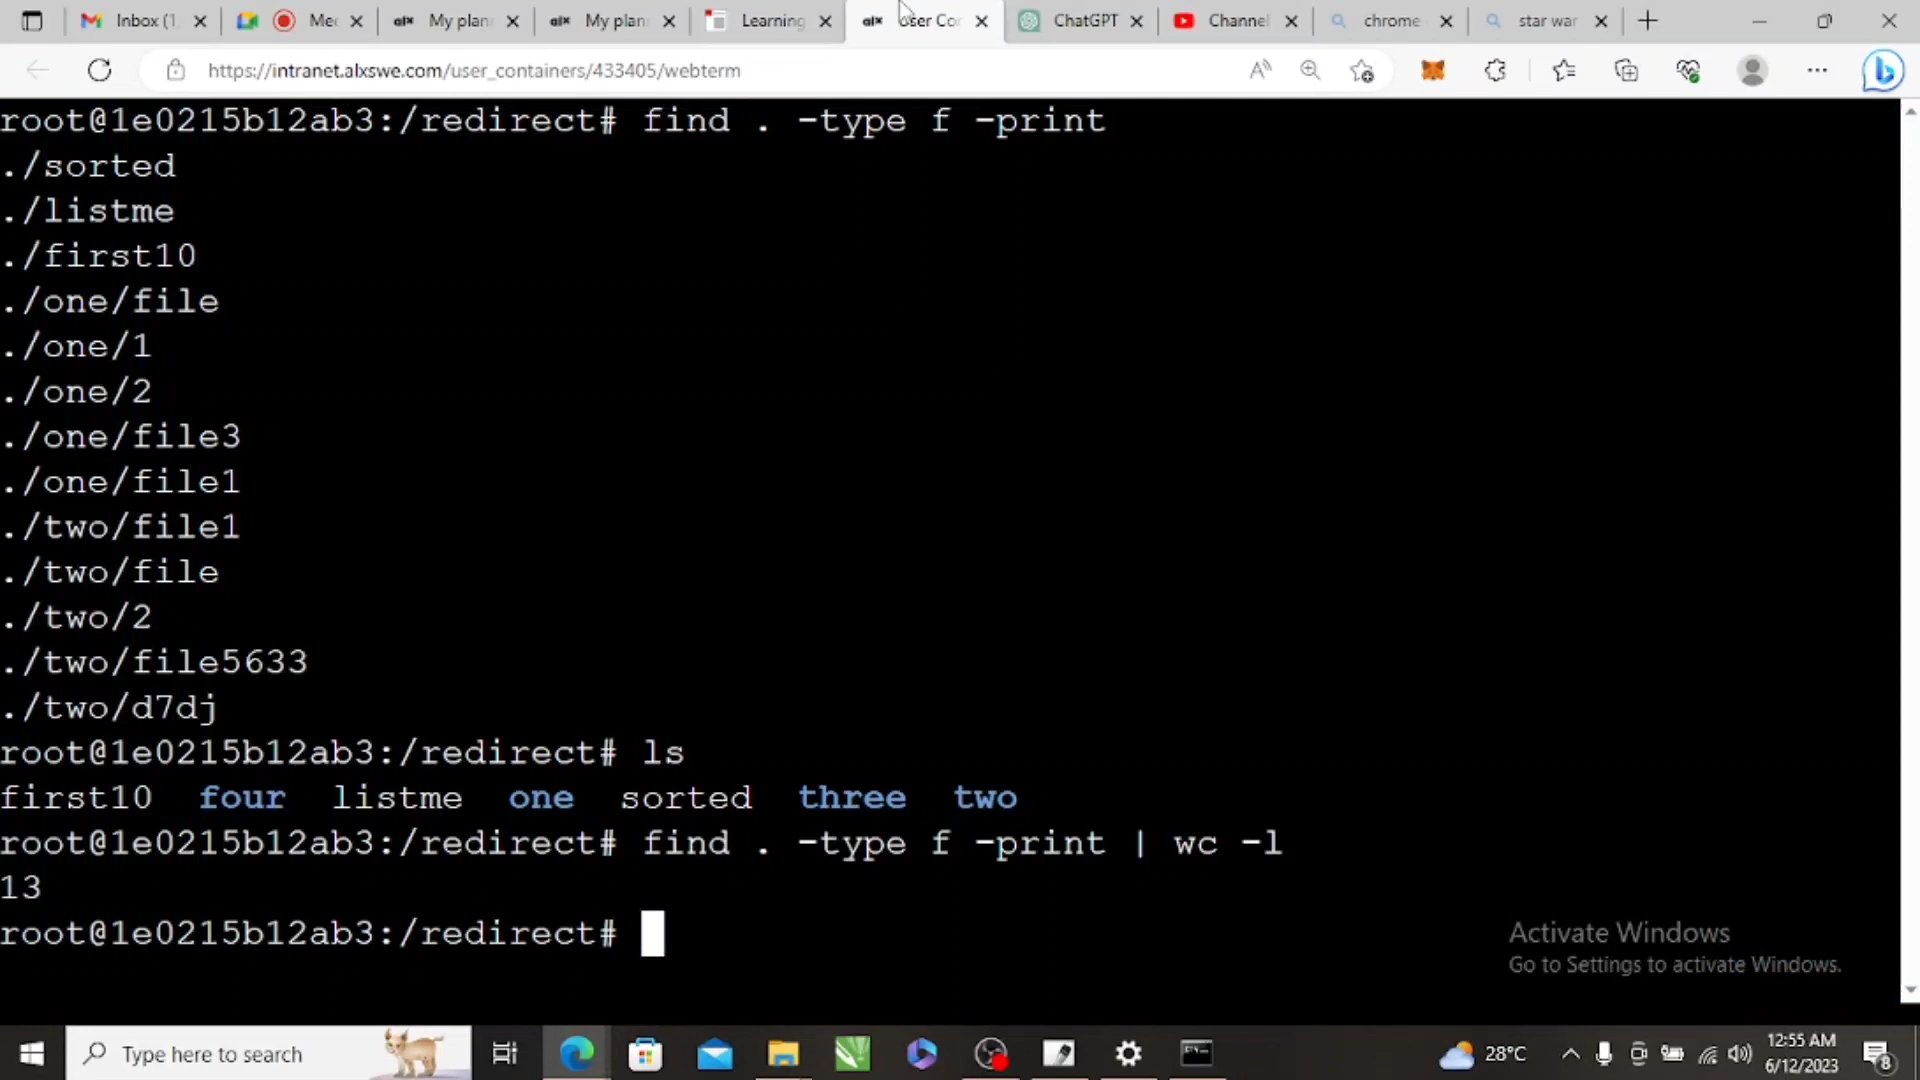 Inbox (1,
Mee
My plan
My plan
Learning
User Con
ChatGPT
Channel
chrome
star war
https://intranet.alxswe.com/user_containers/433405/webterm
root@1e0215b12ab3:/redirect# find . -type f -print
./sorted
./listme
./first10
./one/file
./one/1
./one/2
./one/file3
./one/file1
./two/file1
./two/file
./two/2
./two/file5633
./two/d7dj
root@1e0215b12ab3:/redirect# ls
first10 four listme one sorted three two
root@1e0215b12ab3:/redirect# find . -type f -print | wc -l
13
root@1e0215b12ab3:/redirect#
Activate Windows
Go to Settings to activate Windows.
Type here to search
28°C
12:55 AM
6/12/2023
8